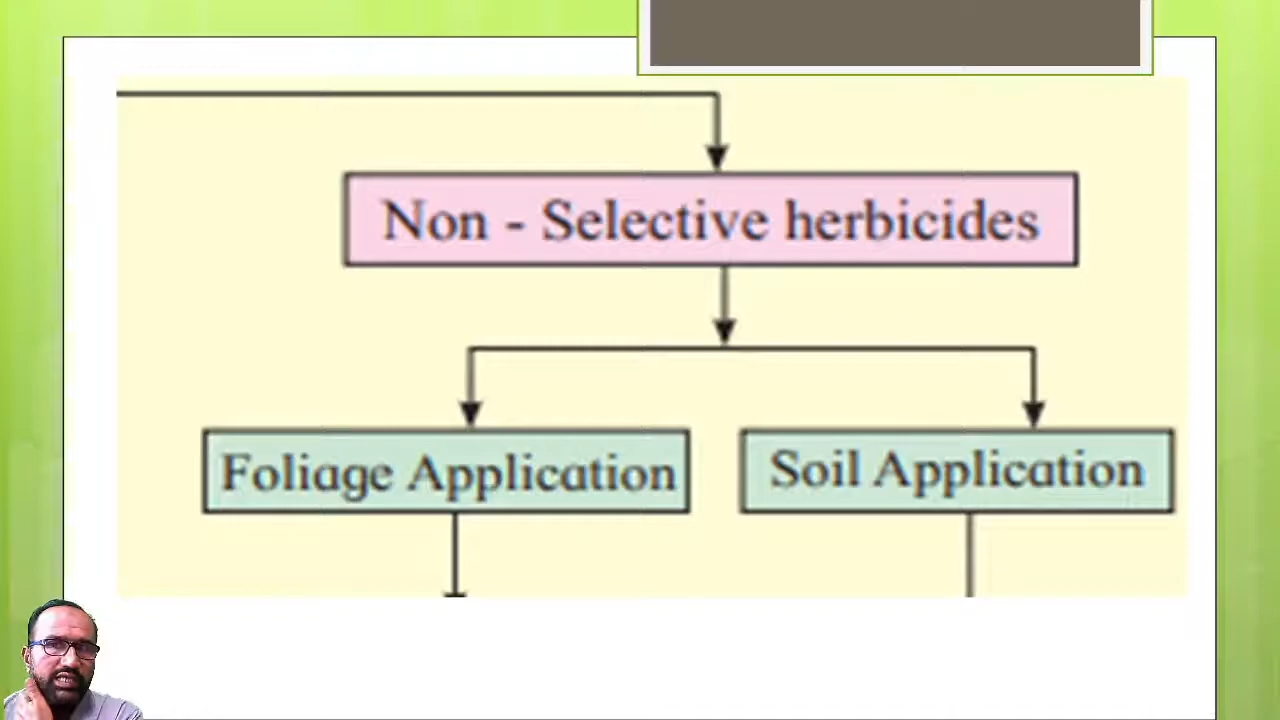 Non - Selective herbicides
Foliage Application
Soil Application